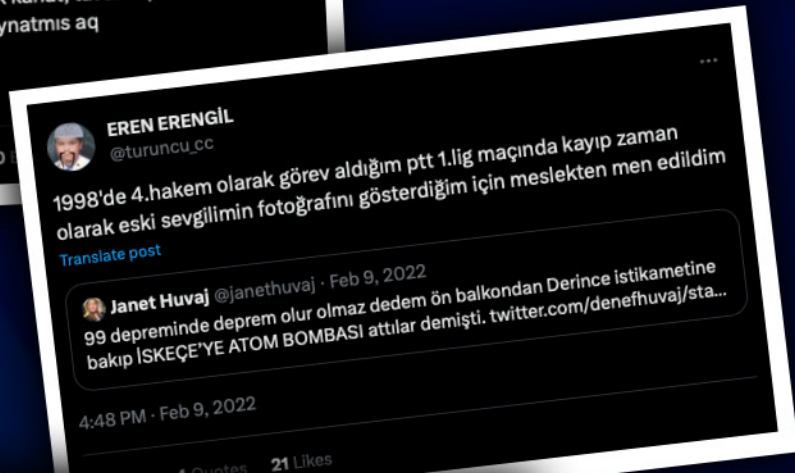 ynatmıs aq
EREN ERENGİL
@turuncu_cc
1998'de 4.hakem olarak görev aldığım ptt 1.lig maçında kayıp zaman
olarak eski sevgilimin fotoğrafını gösterdiğim için meslekten men edildim
Translate post
Janet Huvaj @janethuvaj · Feb 9, 2022
99 depreminde deprem olur olmaz dedem ön balkondan Derince istikametine
bakıp İSKEÇE'YE ATOM BOMBASI attılar demişti. twitter.com/denefhuvaj/sta...
4:48 PM · Feb 9, 2022
Quotes 21 Likes